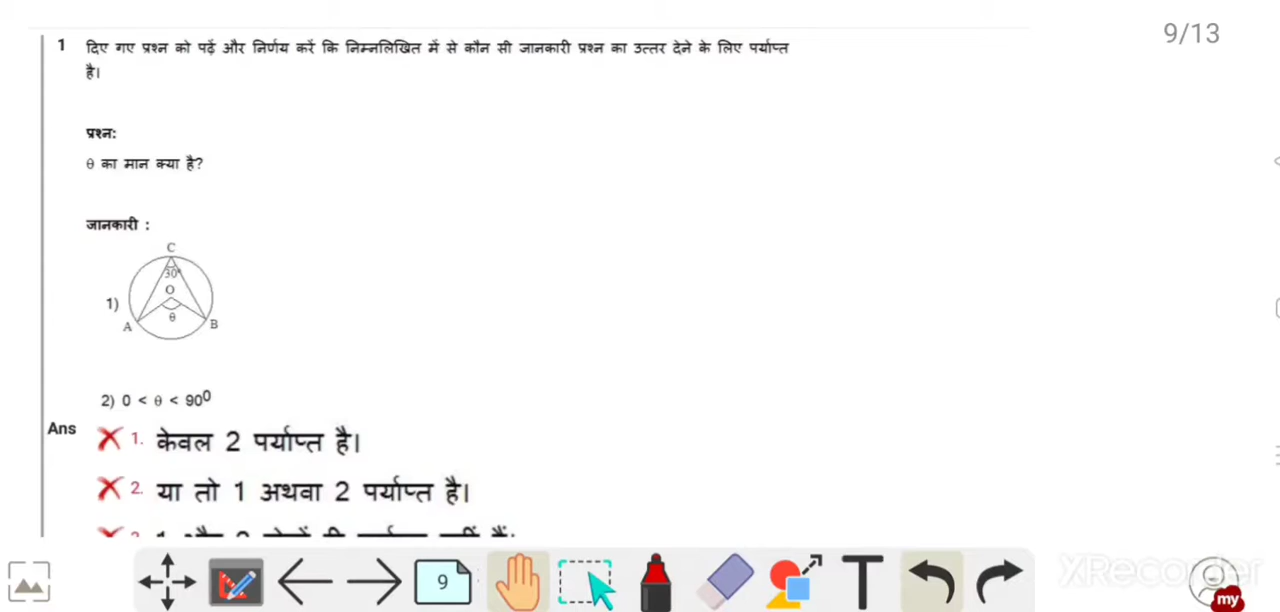 9/13
1 दिए गए प्रश्न को पढ़ें और निर्णय करें कि निम्नलिखित में से कौन सी जानकारी प्रश्न का उत्तर देने के लिए पर्याप्त
है।
प्रश्न:
θ का मान क्या है?
जानकारी :
C
30°
O
1)
θ
A
B
2) 0 < θ < 90⁰
Ans
1. केवल 2 पर्याप्त है।
2. या तो 1 अथवा 2 पर्याप्त है।
9
T
XRecorder
my